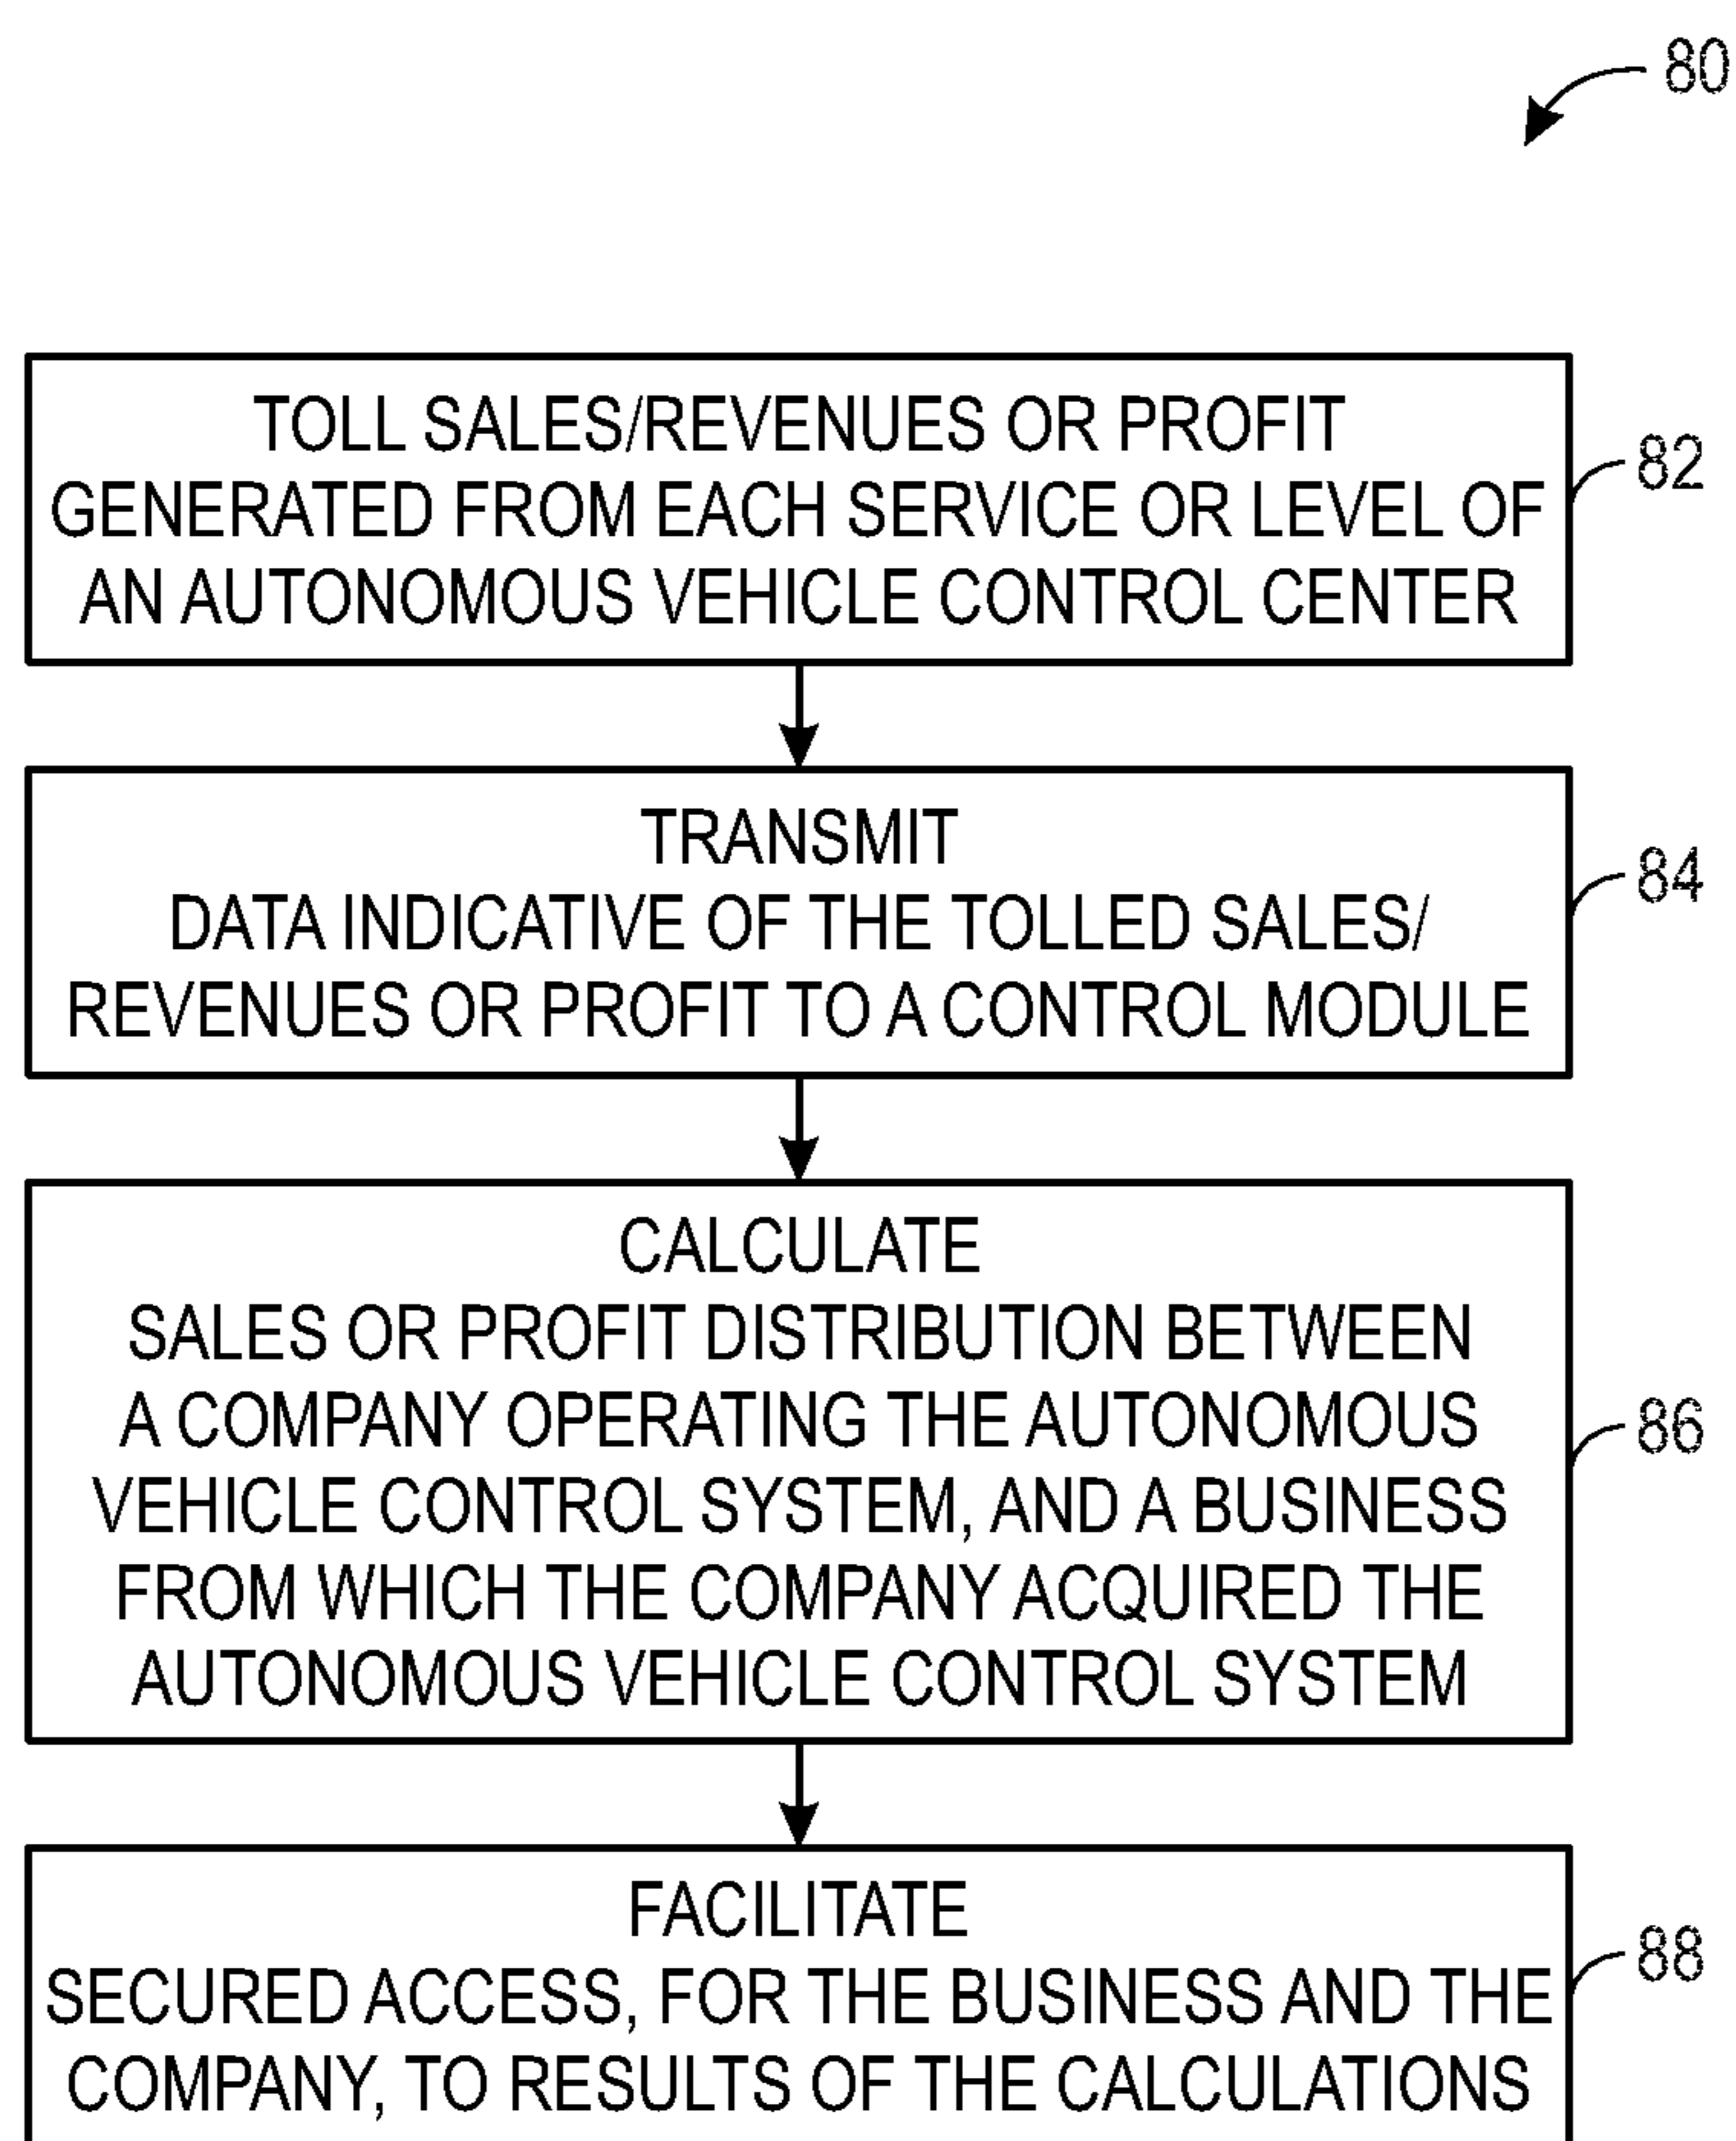 80
TOLL SALES/REVENUES OR PROFIT
GENERATED FROM EACH SERVICE OR LEVEL OF
AN AUTONOMOUS VEHICLE CONTROL CENTER
82
TRANSMIT
DATA INDICATIVE OF THE TOLLED SALES/
REVENUES OR PROFIT TO A CONTROL MODULE
84
CALCULATE
SALES OR PROFIT DISTRIBUTION BETWEEN
A COMPANY OPERATING THE AUTONOMOUS
VEHICLE CONTROL SYSTEM, AND A BUSINESS
FROM WHICH THE COMPANY ACQUIRED THE
AUTONOMOUS VEHICLE CONTROL SYSTEM
86
FACILITATE
SECURED ACCESS, FOR THE BUSINESS AND THE
COMPANY, TO RESULTS OF THE CALCULATIONS
88